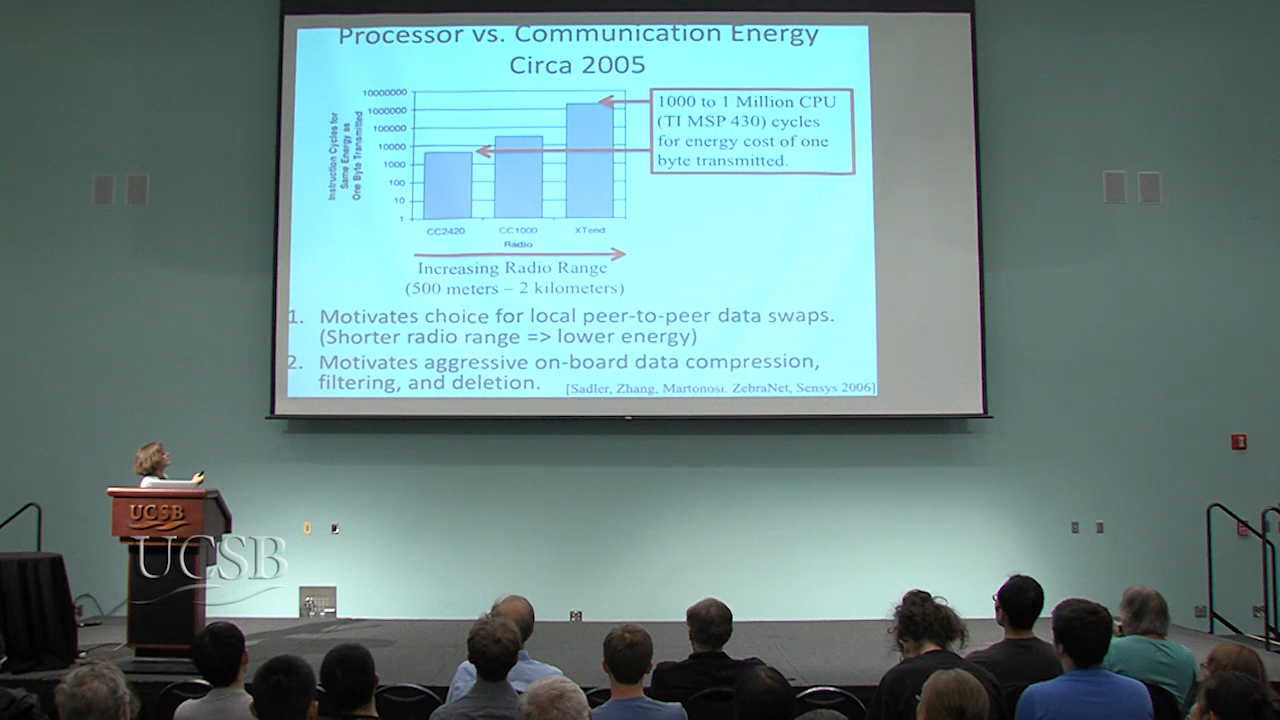 Processor vs. Communication Energy
Circa 2005
10000000
1000000
100000
10000
1000
100
10
1
Instruction Cycles for
Same Energy as
One Byte Transmitted
CC2420 CC1000 XTend
Radio
1000 to 1 Million CPU
(TI MSP 430) cycles
for energy cost of one
byte transmitted.
Increasing Radio Range
(500 meters – 2 kilometers)
1. Motivates choice for local peer-to-peer data swaps.
(Shorter radio range => lower energy)
2. Motivates aggressive on-board data compression,
filtering, and deletion.
[Sadler, Zhang, Martonosi. ZebraNet, Sensys 2006]
UCSB
UCSB